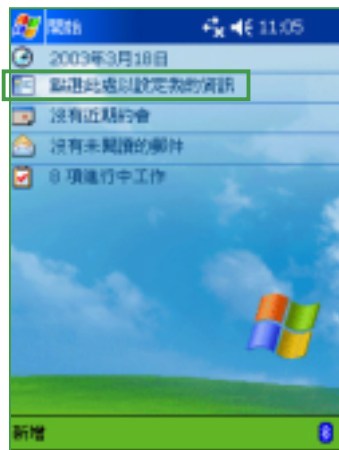 開始 11:05
2003年3月18日
點選此處以設定我的資訊
沒有近期約會
沒有未閱讀的郵件
8 項進行中工作
新增